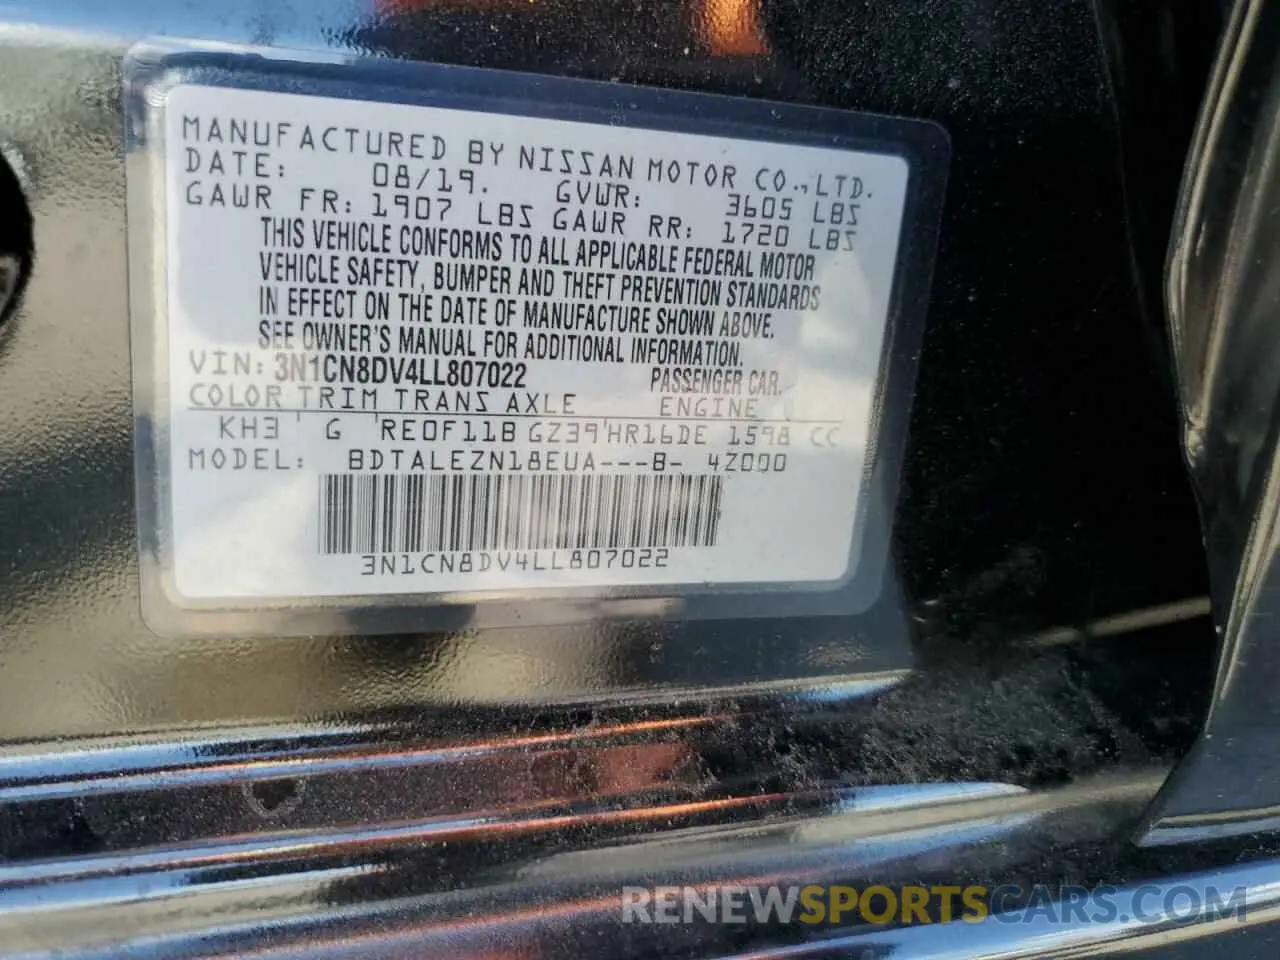 MANUFACTURED BY NISSAN MOTOR CO.,LTD.
DATE: 08/19. GVWR: 3605 LBS
GAWR FR: 1907 LBS GAWR RR: 1720 LBS
THIS VEHICLE CONFORMS TO ALL APPLICABLE FEDERAL MOTOR
VEHICLE SAFETY, BUMPER AND THEFT PREVENTION STANDARDS
IN EFFECT ON THE DATE OF MANUFACTURE SHOWN ABOVE.
SEE OWNER'S MANUAL FOR ADDITIONAL INFORMATION.
VIN: 3N1CN8DV4LL807022 PASSENGER CAR.
COLOR TRIM TRANS AXLE ENGINE
KH3 G RE0F11B GZ39 HR16DE 1598 CC
MODEL: BDTALEZN18EUA---B- 4Z000
3N1CN8DV4LL807022
RENEWSPORTSCARS.COM